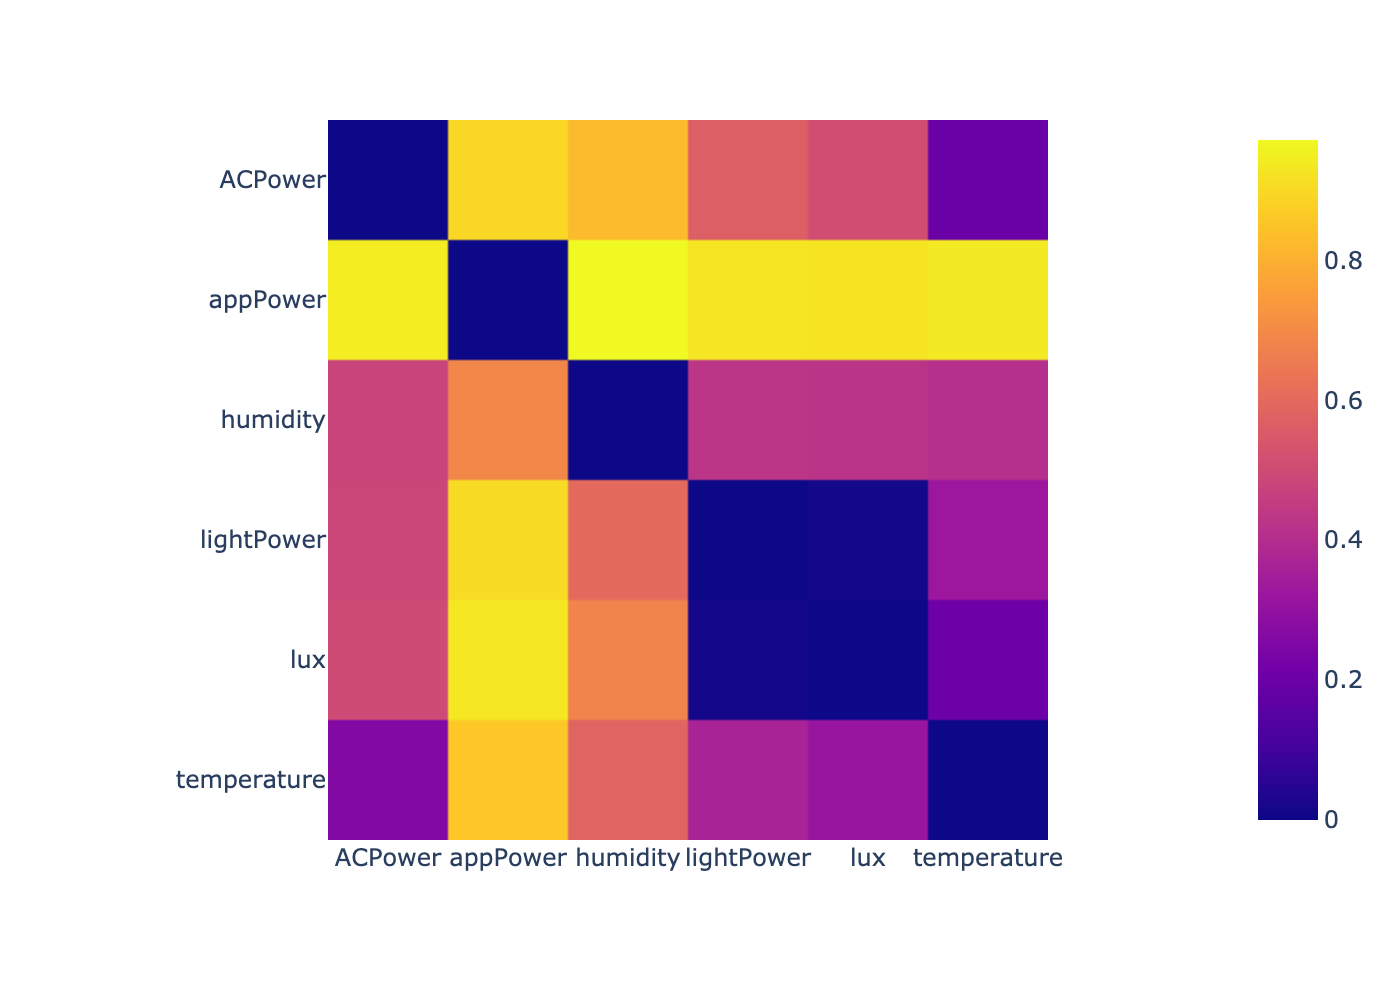 ACPower
appPower
humidity
lightPower
lux
temperature
ACPower appPower humidity lightPower lux temperature
0.8
0.6
0.4
0.2
0